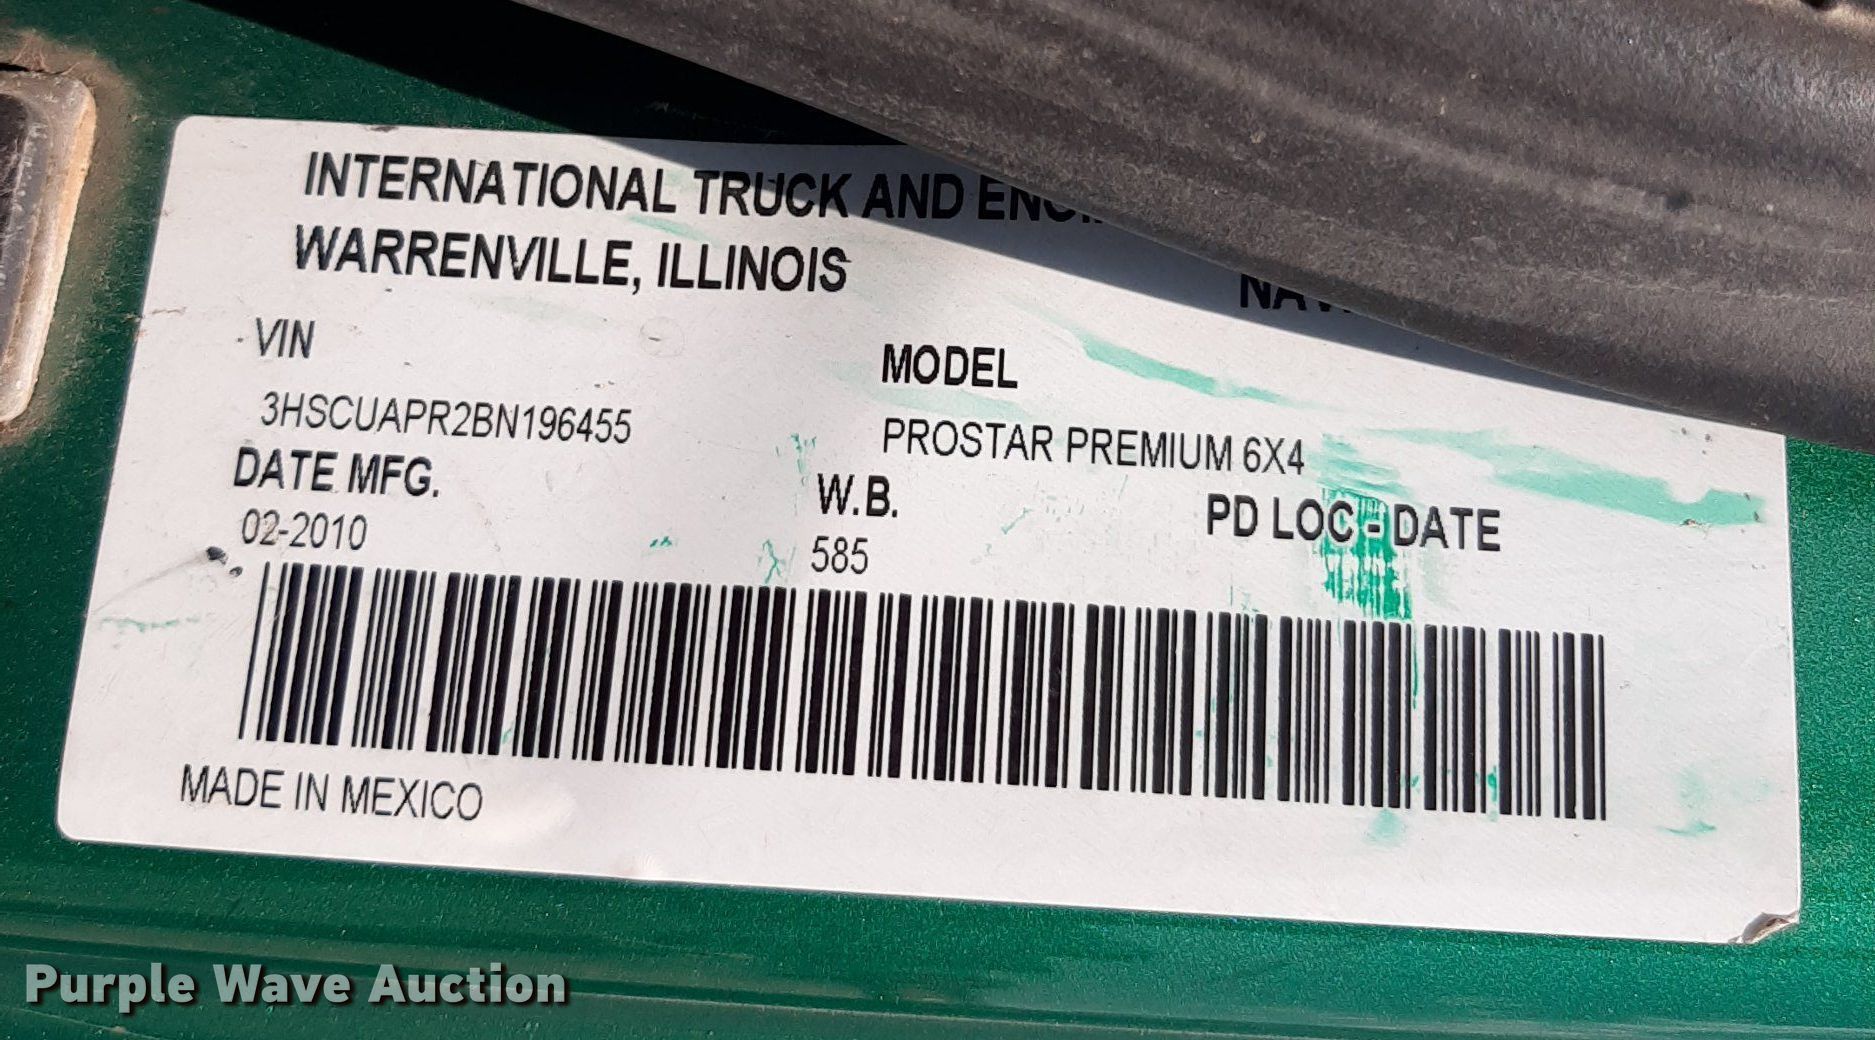 INTERNATIONAL TRUCK AND
WARRENVILLE, ILLINOIS
VIN
MODEL
3HSCUAPR2BN196455
PROSTAR PREMIUM 6X4
DATE MFG.
W.B.
PD LOC - DATE
02-2010
585
MADE IN MEXICO
Purple Wave Auction